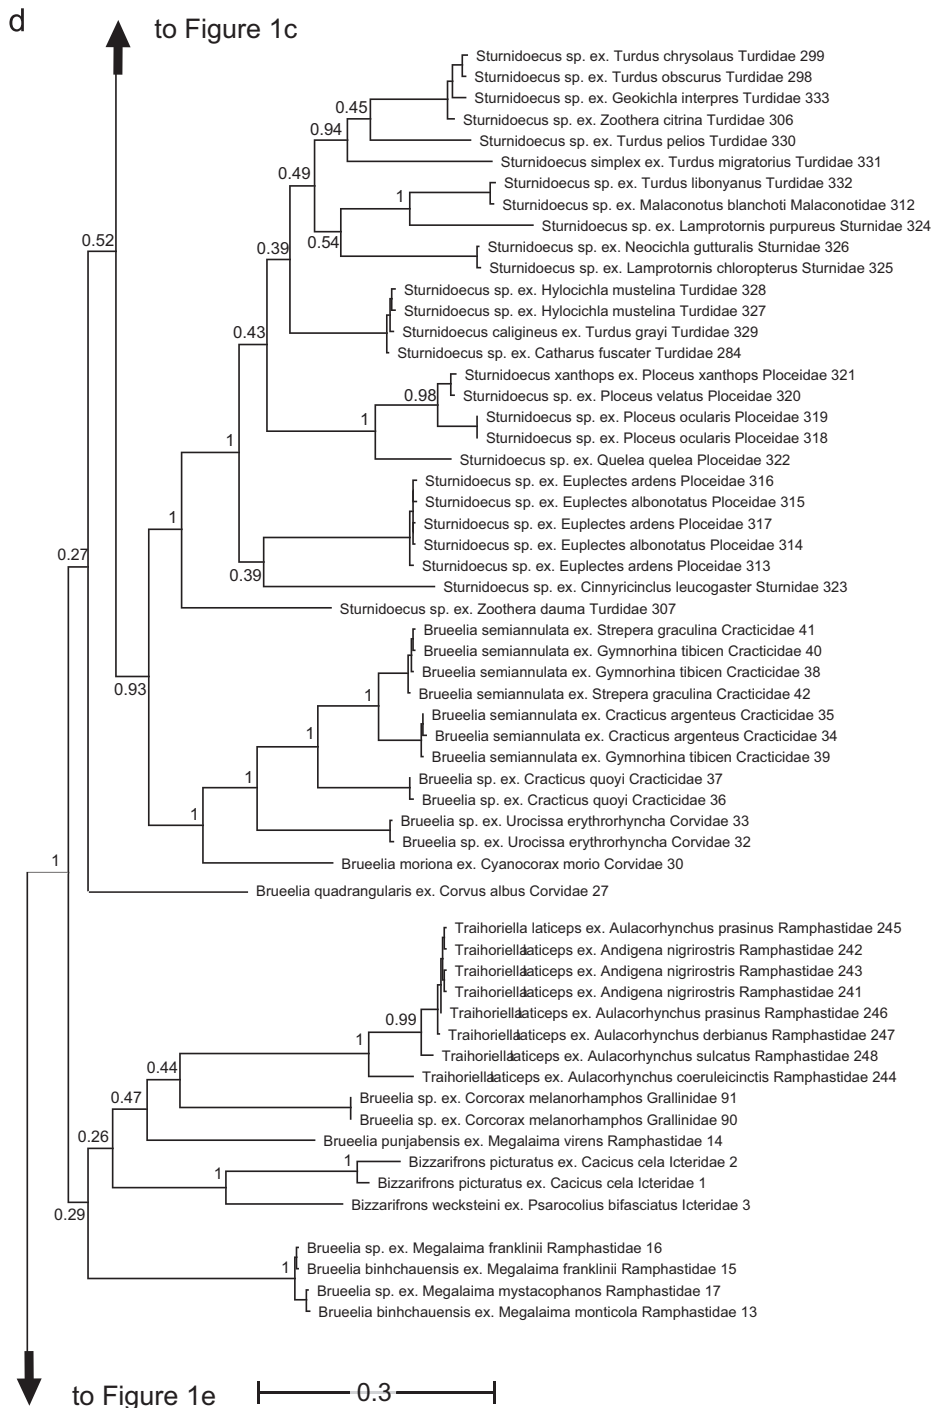 d
to Figure 1c
Sturnidoecus sp. ex. Turdus chrysolaus Turdidae 299
Sturnidoecus sp. ex. Turdus obscurus Turdidae 298
Sturnidoecus sp. ex. Geokichla interpres Turdidae 333
0.45
Sturnidoecus sp. ex. Zoothera citrina Turdidae 306
0.94
Sturnidoecus sp. ex. Turdus pelios Turdidae 330
Sturnidoecus simplex ex. Turdus migratorius Turdidae 331
0.49
Sturnidoecus sp. ex. Turdus libonyanus Turdidae 332
1
Sturnidoecus sp. ex. Malaconotus blanchoti Malaconotidae 312
Sturnidoecus sp. ex. Lamprotornis purpureus Sturnidae 324
0.52
0.54
0.39
Sturnidoecus sp. ex. Neocichla gutturalis Sturnidae 326
Sturnidoecus sp. ex. Lamprotornis chloropterus Sturnidae 325
Sturnidoecus sp. ex. Hylocichla mustelina Turdidae 328
Sturnidoecus sp. ex. Hylocichla mustelina Turdidae 327
0.43
Sturnidoecus caligineus ex. Turdus grayi Turdidae 329
Sturnidoecus sp. ex. Catharus fuscater Turdidae 284
Sturnidoecus xanthops ex. Ploceus xanthops Ploceidae 321
0.98
Sturnidoecus sp. ex. Ploceus velatus Ploceidae 320
1
Sturnidoecus sp. ex. Ploceus ocularis Ploceidae 319
Sturnidoecus sp. ex. Ploceus ocularis Ploceidae 318
1
Sturnidoecus sp. ex. Quelea quelea Ploceidae 322
Sturnidoecus sp. ex. Euplectes ardens Ploceidae 316
Sturnidoecus sp. ex. Euplectes albonotatus Ploceidae 315
1
Sturnidoecus sp. ex. Euplectes ardens Ploceidae 317
Sturnidoecus sp. ex. Euplectes albonotatus Ploceidae 314
0.27
Sturnidoecus sp. ex. Euplectes ardens Ploceidae 313
0.39
Sturnidoecus sp. ex. Cinnyricinclus leucogaster Sturnidae 323
Sturnidoecus sp. ex. Zoothera dauma Turdidae 307
Brueelia semiannulata ex. Strepera graculina Cracticidae 41
Brueelia semiannulata ex. Gymnorhina tibicen Cracticidae 40
Brueelia semiannulata ex. Gymnorhina tibicen Cracticidae 38
0.93
1
Brueelia semiannulata ex. Strepera graculina Cracticidae 42
Brueelia semiannulata ex. Cracticus argenteus Cracticidae 35
1
Brueelia semiannulata ex. Cracticus argenteus Cracticidae 34
Brueelia semiannulata ex. Gymnorhina tibicen Cracticidae 39
1
Brueelia sp. ex. Cracticus quoyi Cracticidae 37
Brueelia sp. ex. Cracticus quoyi Cracticidae 36
1
Brueelia sp. ex. Urocissa erythrorhyncha Corvidae 33
Brueelia sp. ex. Urocissa erythrorhyncha Corvidae 32
1
Brueelia moriona ex. Cyanocorax morio Corvidae 30
Brueelia quadrangularis ex. Corvus albus Corvidae 27
Traihoriella laticeps ex. Aulacorhynchus prasinus Ramphastidae 245
Traihoriella laticeps ex. Andigena nigrirostris Ramphastidae 242
Traihoriella laticeps ex. Andigena nigrirostris Ramphastidae 243
Traihoriella laticeps ex. Andigena nigrirostris Ramphastidae 241
0.99
Traihoriella laticeps ex. Aulacorhynchus prasinus Ramphastidae 246
1
Traihoriella laticeps ex. Aulacorhynchus derbianus Ramphastidae 247
Traihoriella laticeps ex. Aulacorhynchus sulcatus Ramphastidae 248
0.44
Traihoriella laticeps ex. Aulacorhynchus coeruleicinctis Ramphastidae 244
0.47
Brueelia sp. ex. Corcorax melanorhamphos Grallinidae 91
Brueelia sp. ex. Corcorax melanorhamphos Grallinidae 90
0.26
Brueelia punjabensis ex. Megalaima virens Ramphastidae 14
1
Bizzarifrons picturatus ex. Cacicus cela Icteridae 2
1
Bizzarifrons picturatus ex. Cacicus cela Icteridae 1
Bizzarifrons wecksteini ex. Psarocolius bifasciatus Icteridae 3
0.29
Brueelia sp. ex. Megalaima franklinii Ramphastidae 16
1
Brueelia binhchauensis ex. Megalaima franklinii Ramphastidae 15
Brueelia sp. ex. Megalaima mystacophanos Ramphastidae 17
Brueelia binhchauensis ex. Megalaima monticola Ramphastidae 13
to Figure 1e
0.3